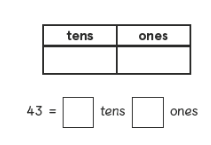 tens ones
43 = tens ones